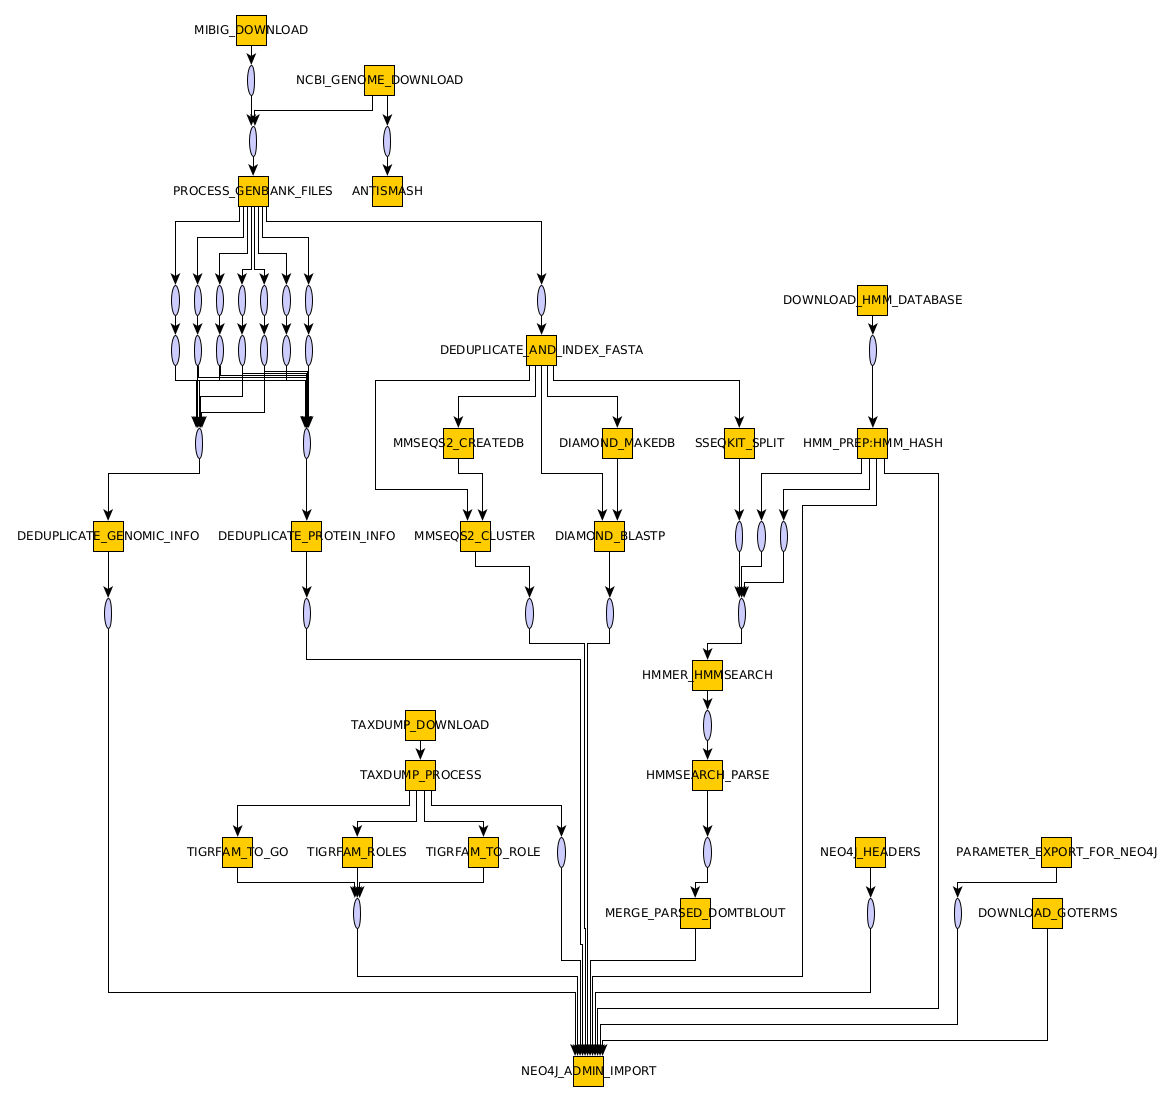 MIBIG_DOWNLOAD
NCBI_GENOME_DOWNLOAD
PROCESS_GENBANK_FILES
ANTISMASH
DOWNLOAD_HMM_DATABASE
DEDUPLICATE_AND_INDEX_FASTA
MMSEQS2_CREATEDB
DIAMOND_MAKEDB
SSEQKIT_SPLIT
HMM_PREP:HMM_HASH
DEDUPLICATE_GENOMIC_INFO
DEDUPLICATE_PROTEIN_INFO
MMSEQS2_CLUSTER
DIAMOND_BLASTP
HMMER_HMMSEARCH
TAXDUMP_DOWNLOAD
TAXDUMP_PROCESS
HMMSEARCH_PARSE
TIGRFAM_TO_GO
TIGRFAM_ROLES
TIGRFAM_TO_ROLE
NEO4J_HEADERS
PARAMETER_EXPORT_FOR_NEO4J
MERGE_PARSED_DOMTBLOUT
DOWNLOAD_GOTERMS
NEO4J_ADMIN_IMPORT